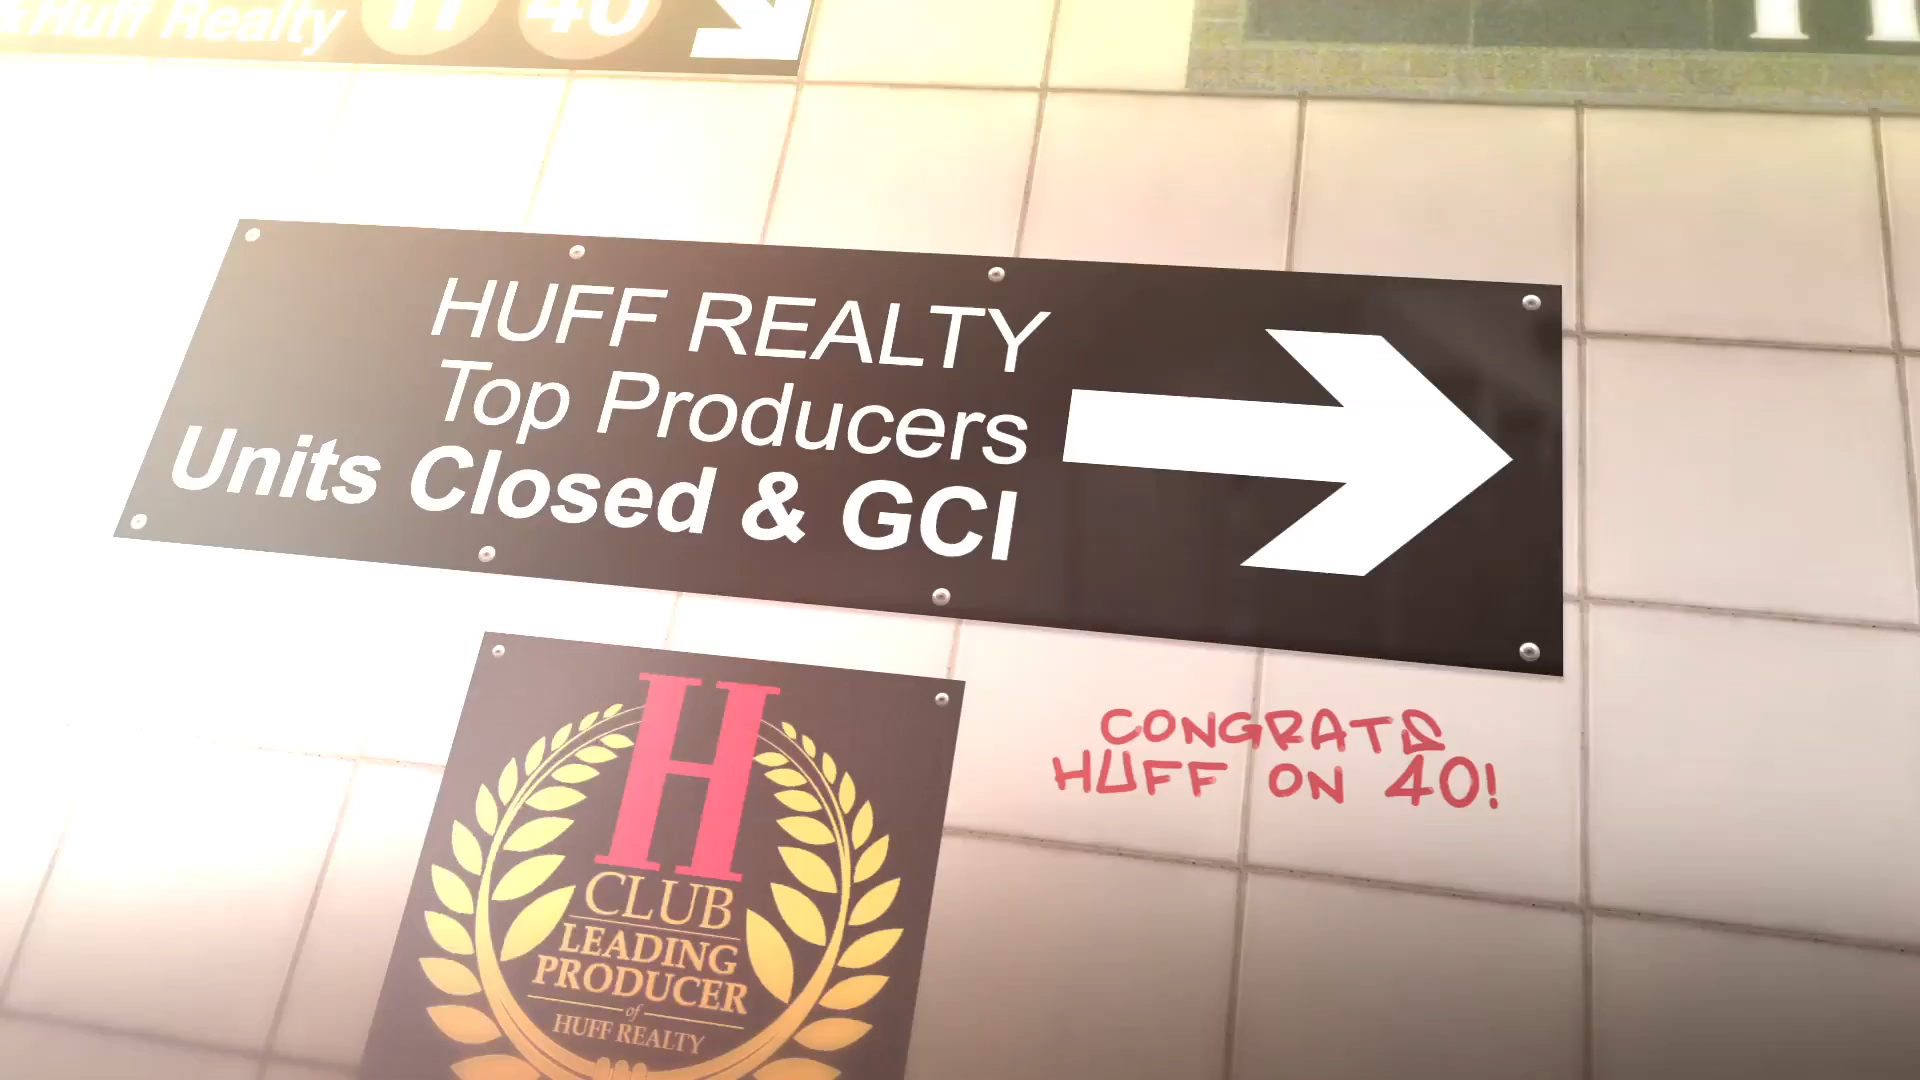 Huff Realty
40
HUFF REALTY
Top Producers
Units Closed & GCI
CONGRATS
HUFF ON 40!
H
CLUB
LEADING
PRODUCER
of
HUFF REALTY